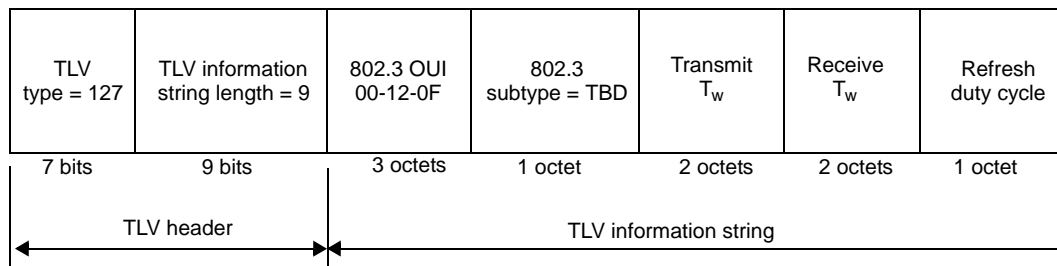 TLV
type = 127
TLV information
string length = 9
802.3 OUI
00-12-0F
802.3
subtype = TBD
Transmit
Tw
Receive
Tw
Refresh
duty cycle
7 bits
9 bits
3 octets
1 octet
2 octets
2 octets
1 octet
TLV header
TLV information string